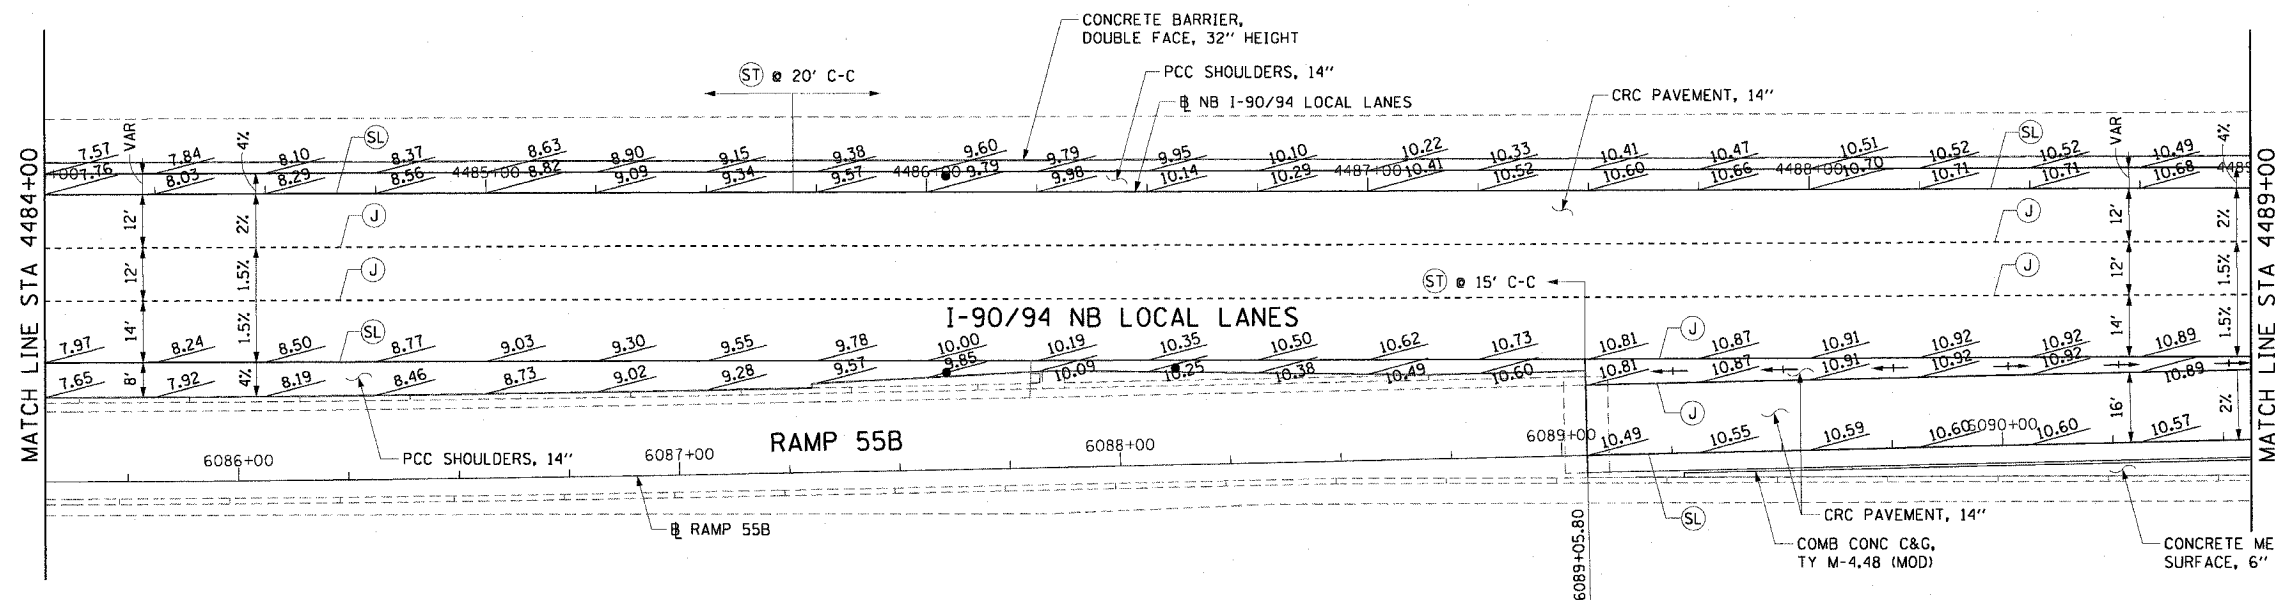 CONCRETE BARRIER,
DOUBLE FACE, 32" HEIGHT
ST @ 20' C-C
PCC SHOULDERS, 14"
B NB I-90/94 LOCAL LANES
CRC PAVEMENT, 14"
MATCH LINE STA 4484+00
VAR
4%
SL
SL
VAR
4%
MATCH LINE STA 4489+00
7.57 7.84 8.10 8.37 8.63 8.90 9.15 9.38 9.60 9.79 9.95 10.10 10.22 10.33 10.41 10.47 10.51 10.52 10.52 10.49
7.76 8.03 8.29 8.56 4485+00 8.82 9.09 9.34 9.57 4486+00 9.79 9.98 10.14 10.29 4487+00 10.41 10.52 10.60 10.66 4488+00 10.70 10.71 10.71 10.68
12' 2% J J 12' 2%
12' 1.5% J J 12' 1.5%
ST @ 15' C-C
14' 1.5% SL I-90/94 NB LOCAL LANES J 14' 1.5%
7.97 8.24 8.50 8.77 9.03 9.30 9.55 9.78 10.00 10.19 10.35 10.50 10.62 10.73 10.81 10.87 10.91 10.92 10.92 10.89
8' 4%
7.65 7.92 8.19 8.46 8.73 9.02 9.28 9.57 9.85 10.09 10.25 10.38 10.49 10.60 10.81 10.87 10.91 10.92 10.92 10.89
J
16' 2%
10.49 10.55 10.59 10.60 6090+00 10.60 10.57
RAMP 55B
6086+00 PCC SHOULDERS, 14" 6087+00 6088+00 6089+00
B RAMP 55B
6089+05.80
SL
CRC PAVEMENT, 14"
COMB CONC C&G,
TY M-4.48 (MOD)
CONCRETE ME
SURFACE, 6"